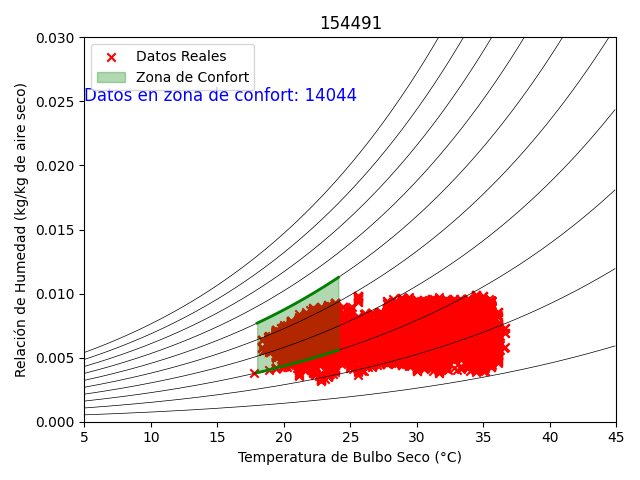 154491
Datos Reales
Zona de Confort
Datos en zona de confort: 14044
Relación de Humedad (kg/kg de aire seco)
0.030
0.025
0.020
0.015
0.010
0.005
0.000
5 10 15 20 25 30 35 40 45
Temperatura de Bulbo Seco (°C)